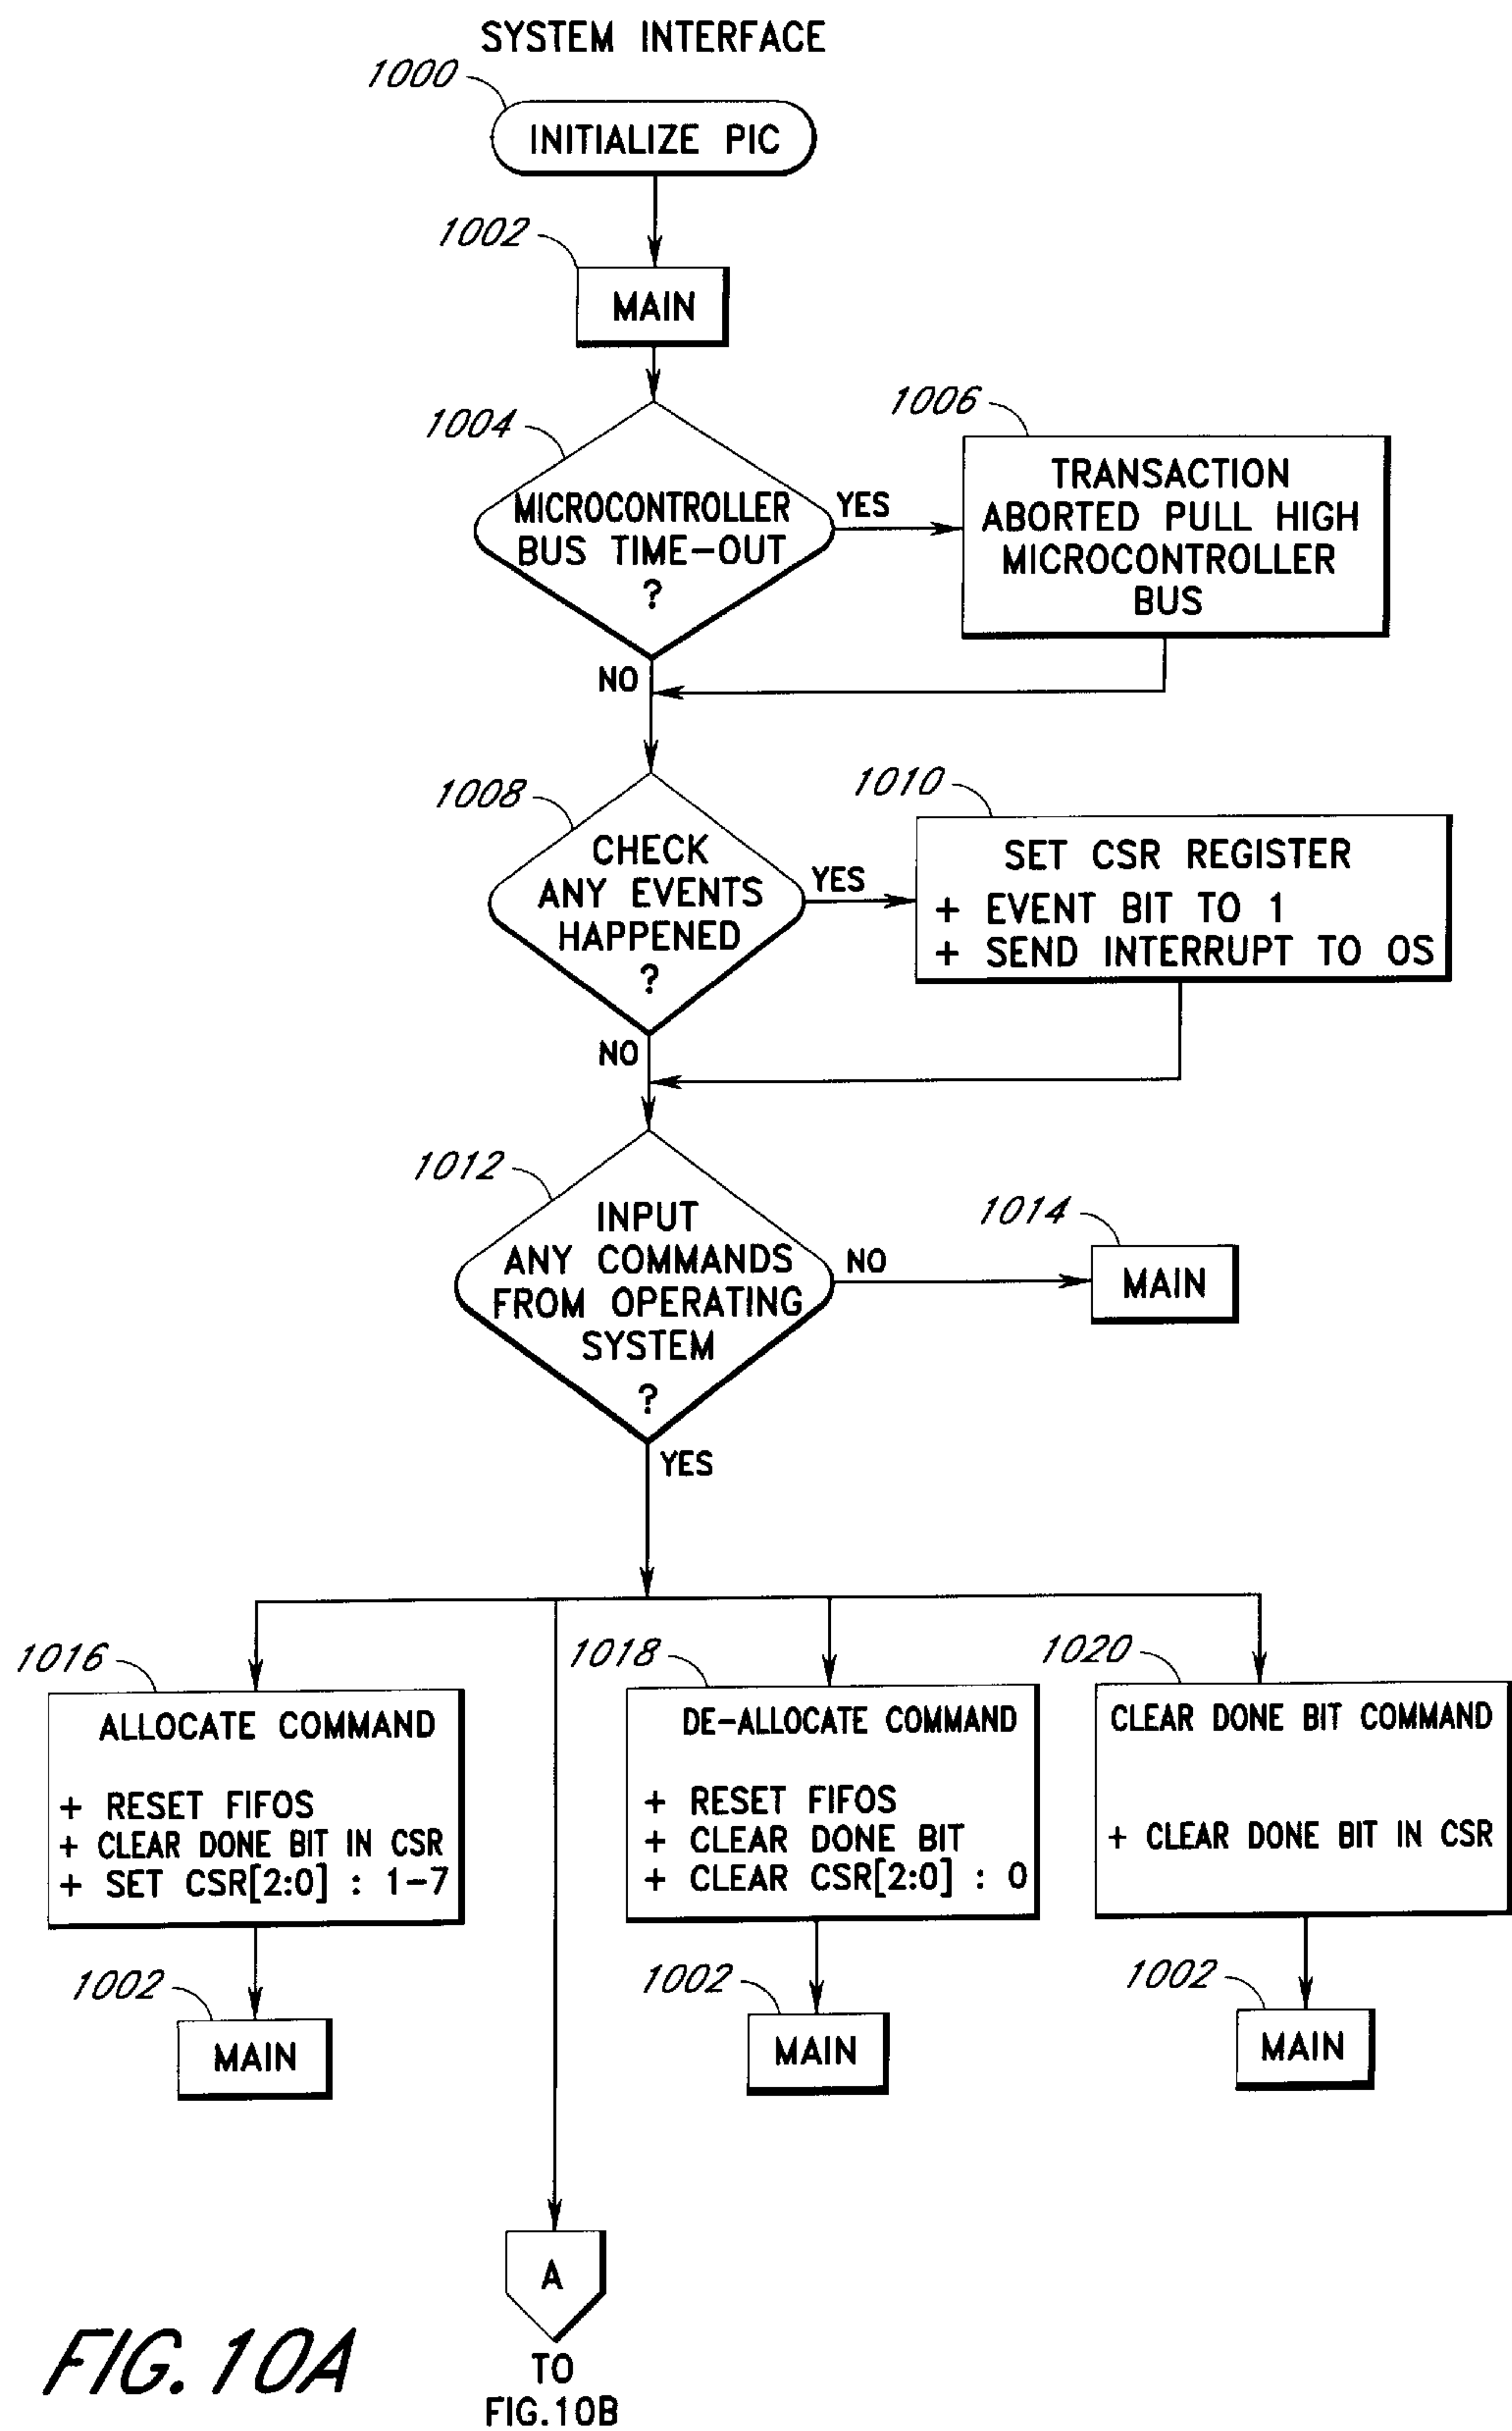 SYSTEM INTERFACE
1000
INITIALIZE PIC
1002
MAIN
1004
MICROCONTROLLER
BUS TIME-OUT
?
YES
1006
TRANSACTION
ABORTED PULL HIGH
MICROCONTROLLER
BUS
NO
1008
CHECK
ANY EVENTS
HAPPENED
?
YES
1010
SET CSR REGISTER
+ EVENT BIT TO 1
+ SEND INTERRUPT TO OS
NO
1012
INPUT
ANY COMMANDS
FROM OPERATING
SYSTEM
?
NO
1014
MAIN
YES
1016
ALLOCATE COMMAND
+ RESET FIFOS
+ CLEAR DONE BIT IN CSR
+ SET CSR[2:0] : 1-7
1002
MAIN
1018
DE-ALLOCATE COMMAND
+ RESET FIFOS
+ CLEAR DONE BIT
+ CLEAR CSR[2:0] : 0
1002
MAIN
1020
CLEAR DONE BIT COMMAND
+ CLEAR DONE BIT IN CSR
1002
MAIN
A
TO
FIG.10B
FIG. 10A